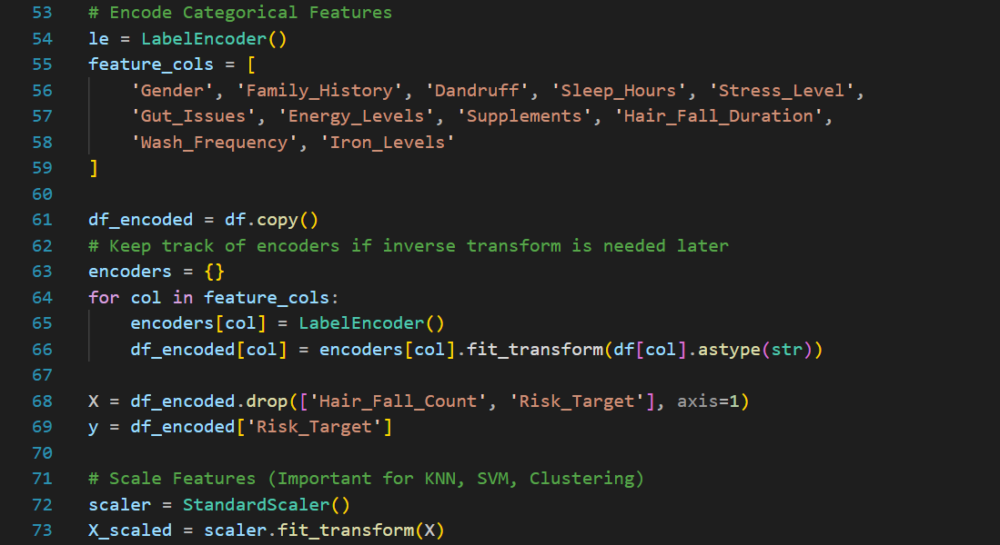 53 # Encode Categorical Features
54 le = LabelEncoder()
55 feature_cols = [
56     'Gender', 'Family_History', 'Dandruff', 'Sleep_Hours', 'Stress_Level',
57     'Gut_Issues', 'Energy_Levels', 'Supplements', 'Hair_Fall_Duration',
58     'Wash_Frequency', 'Iron_Levels'
59 ]
60
61 df_encoded = df.copy()
62 # Keep track of encoders if inverse transform is needed later
63 encoders = {}
64 for col in feature_cols:
65     encoders[col] = LabelEncoder()
66     df_encoded[col] = encoders[col].fit_transform(df[col].astype(str))
67
68 X = df_encoded.drop(['Hair_Fall_Count', 'Risk_Target'], axis=1)
69 y = df_encoded['Risk_Target']
70
71 # Scale Features (Important for KNN, SVM, Clustering)
72 scaler = StandardScaler()
73 X_scaled = scaler.fit_transform(X)